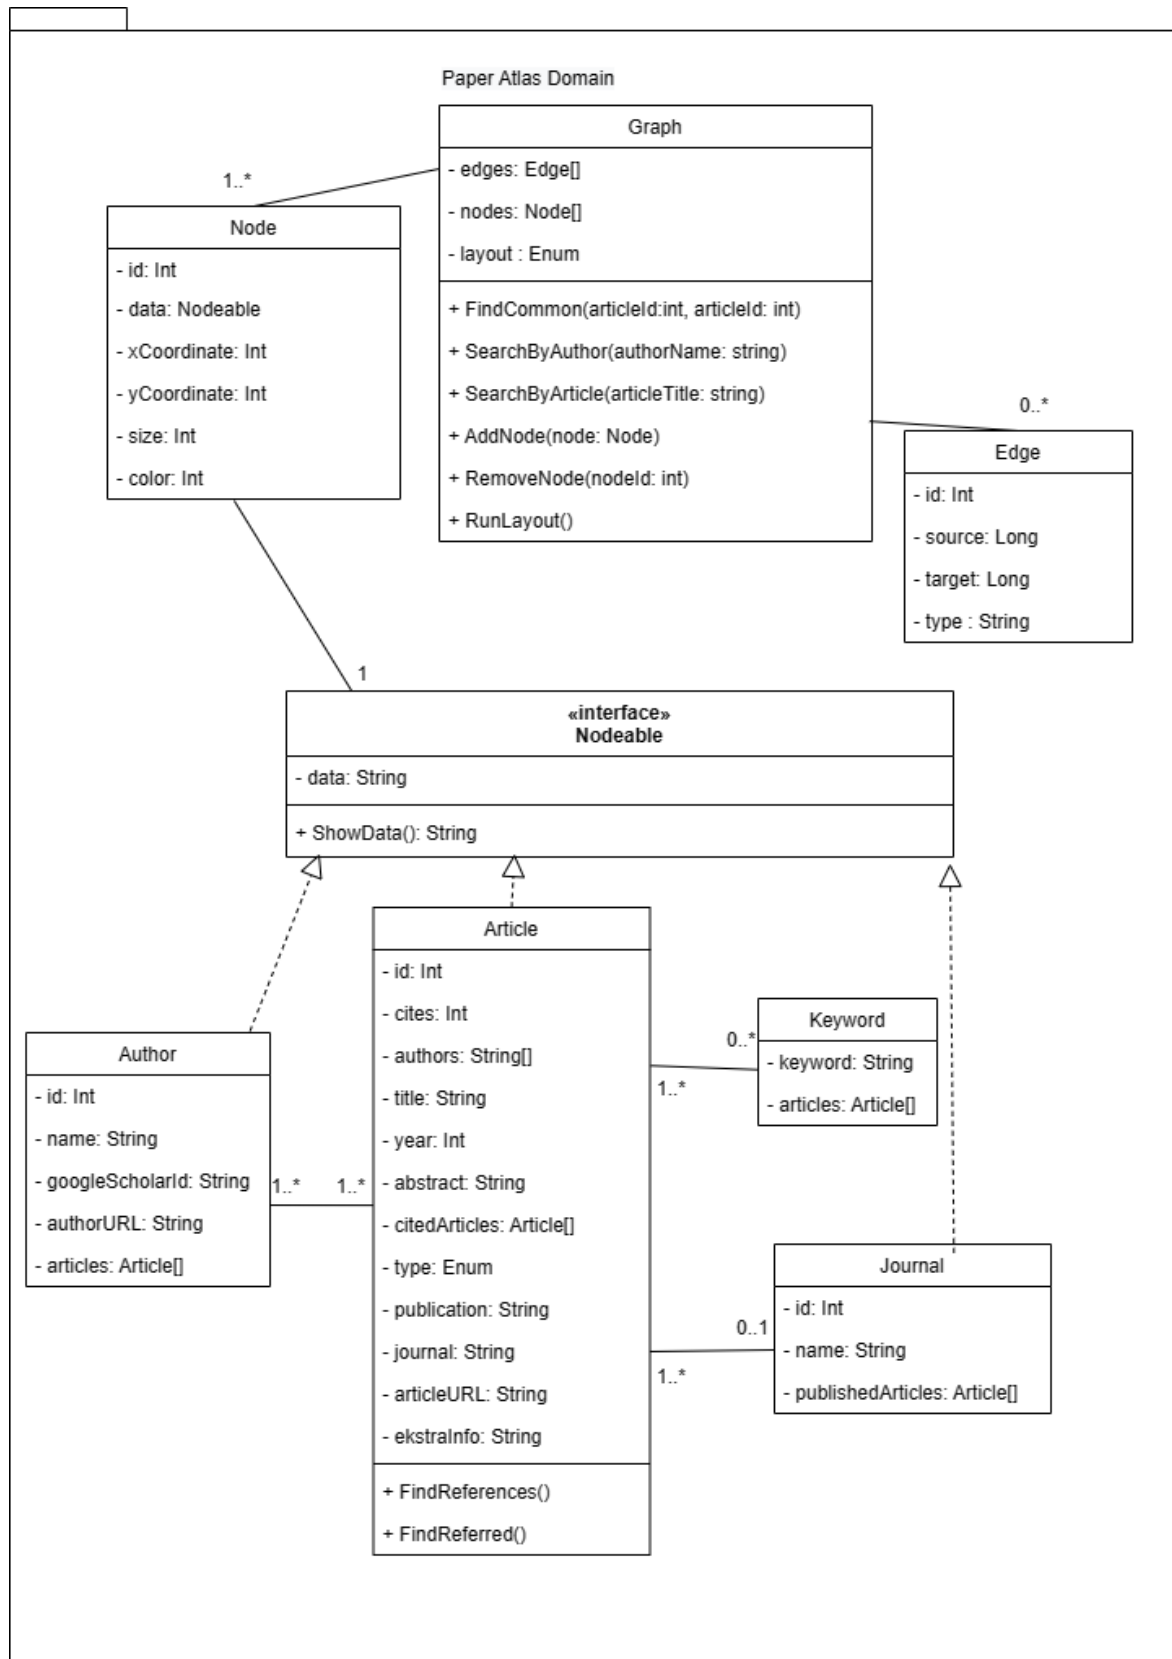 Paper Atlas Domain
Graph
- edges: Edge[]
- nodes: Node[]
- layout : Enum
+ FindCommon(articleId:int, articleId: int)
+ SearchByAuthor(authorName: string)
+ SearchByArticle(articleTitle: string)
+ AddNode(node: Node)
+ RemoveNode(nodeId: int)
+ RunLayout()
1..*
Node
- id: Int
- data: Nodeable
- xCoordinate: Int
- yCoordinate: Int
- size: Int
- color: Int
0..*
Edge
- id: Int
- source: Long
- target: Long
- type : String
1
«interface»
Nodeable
- data: String
+ ShowData(): String
Author
- id: Int
- name: String
- googleScholarId: String
- authorURL: String
- articles: Article[]
1..*
1..*
Article
- id: Int
- cites: Int
- authors: String[]
- title: String
- year: Int
- abstract: String
- citedArticles: Article[]
- type: Enum
- publication: String
- journal: String
- articleURL: String
- ekstraInfo: String
+ FindReferences()
+ FindReferred()
0..*
1..*
Keyword
- keyword: String
- articles: Article[]
0..1
1..*
Journal
- id: Int
- name: String
- publishedArticles: Article[]